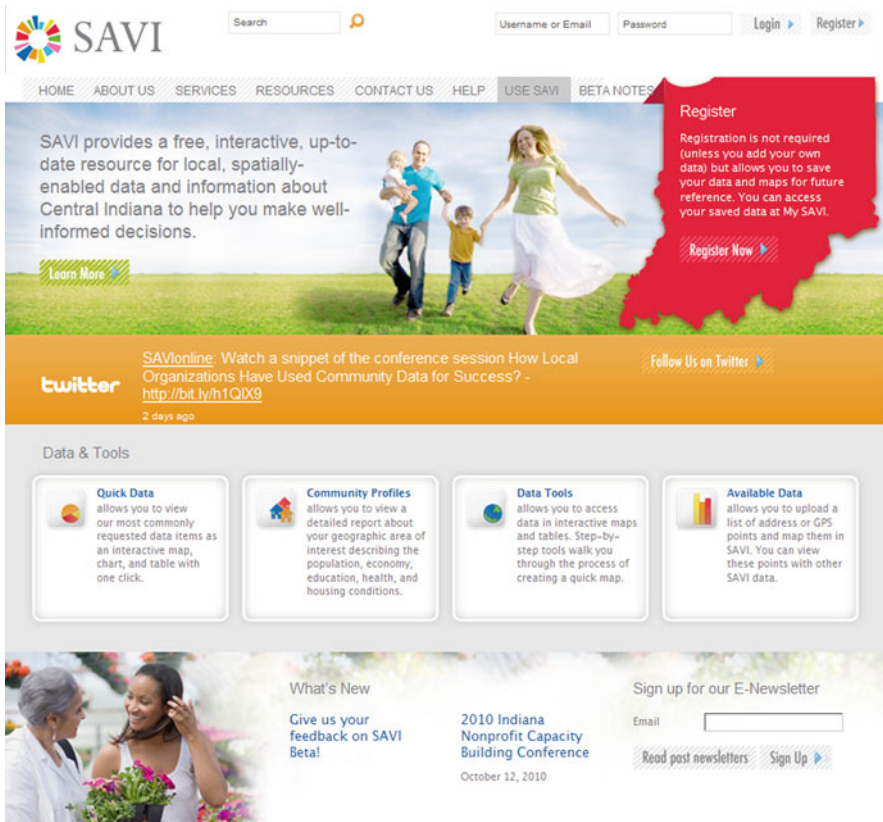 SAVI
Search
Username or Email
Password
Login
Register
HOME ABOUT US SERVICES RESOURCES CONTACT US HELP USE SAVI BETA NOTES
SAVI provides a free, interactive, up-to-
date resource for local, spatially-
enabled data and information about
Central Indiana to help you make well-
informed decisions.
Learn More
Register
Registration is not required
(unless you add your own
data) but allows you to save
your data and maps for future
reference. You can access
your saved data at My SAVI.
Register Now
twitter
SAVIonline: Watch a snippet of the conference session How Local
Organizations Have Used Community Data for Success? -
http://bit.ly/h1QlX9
2 days ago
Follow Us on Twitter
Data & Tools
Quick Data
allows you to view
our most commonly
requested data items as
an interactive map,
chart, and table with
one click.
Community Profiles
allows you to view a
detailed report about
your geographic area of
interest describing the
population, economy,
education, health, and
housing conditions.
Data Tools
allows you to access
data in interactive maps
and tables. Step-by-
step tools walk you
through the process of
creating a quick map.
Available Data
allows you to upload a
list of address or GPS
points and map them in
SAVI. You can view
these points with other
SAVI data.
What's New
Give us your
feedback on SAVI
Beta!
2010 Indiana
Nonprofit Capacity
Building Conference
October 12, 2010
Sign up for our E-Newsletter
Email
Read past newsletters
Sign Up